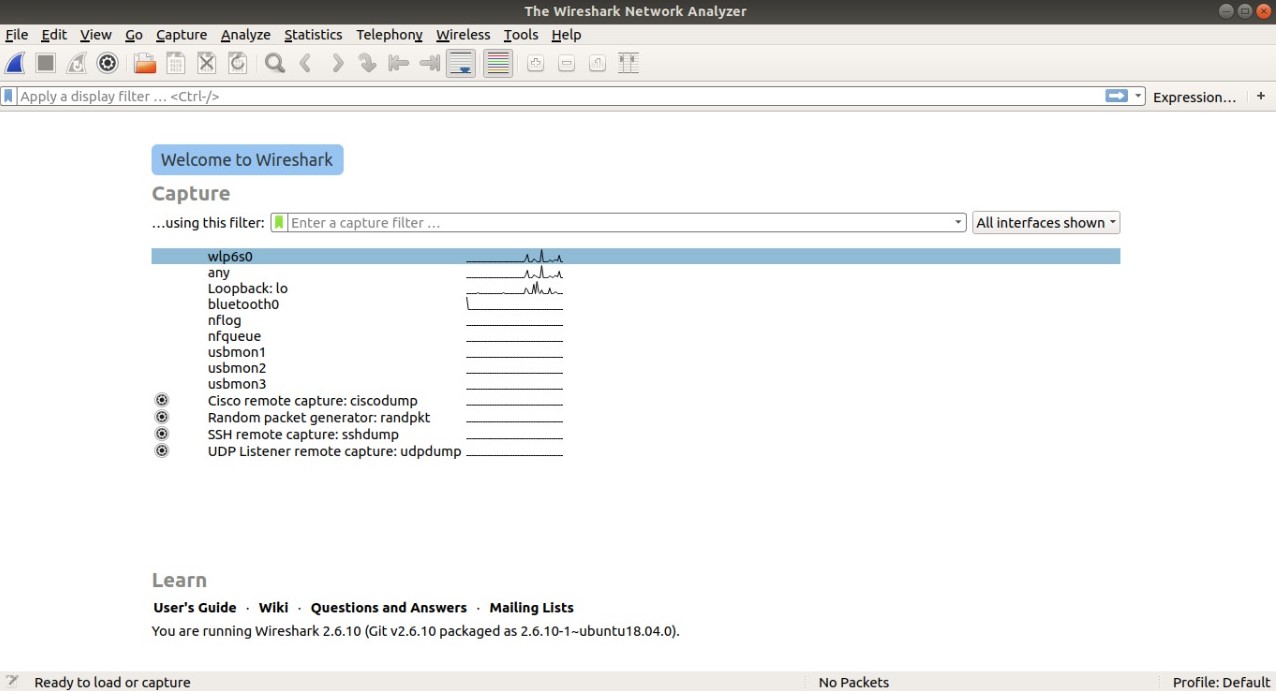 The Wireshark Network Analyzer
File Edit View Go Capture Analyze Statistics Telephony Wireless Tools Help
Apply a display filter … <Ctrl-/> Expression… +
Welcome to Wireshark
Capture
…using this filter: Enter a capture filter … All interfaces shown
wlp6s0
any
Loopback: lo
bluetooth0
nflog
nfqueue
usbmon1
usbmon2
usbmon3
Cisco remote capture: ciscodump
Random packet generator: randpkt
SSH remote capture: sshdump
UDP Listener remote capture: udpdump
Learn
User's Guide · Wiki · Questions and Answers · Mailing Lists
You are running Wireshark 2.6.10 (Git v2.6.10 packaged as 2.6.10-1~ubuntu18.04.0).
Ready to load or capture No Packets Profile: Default